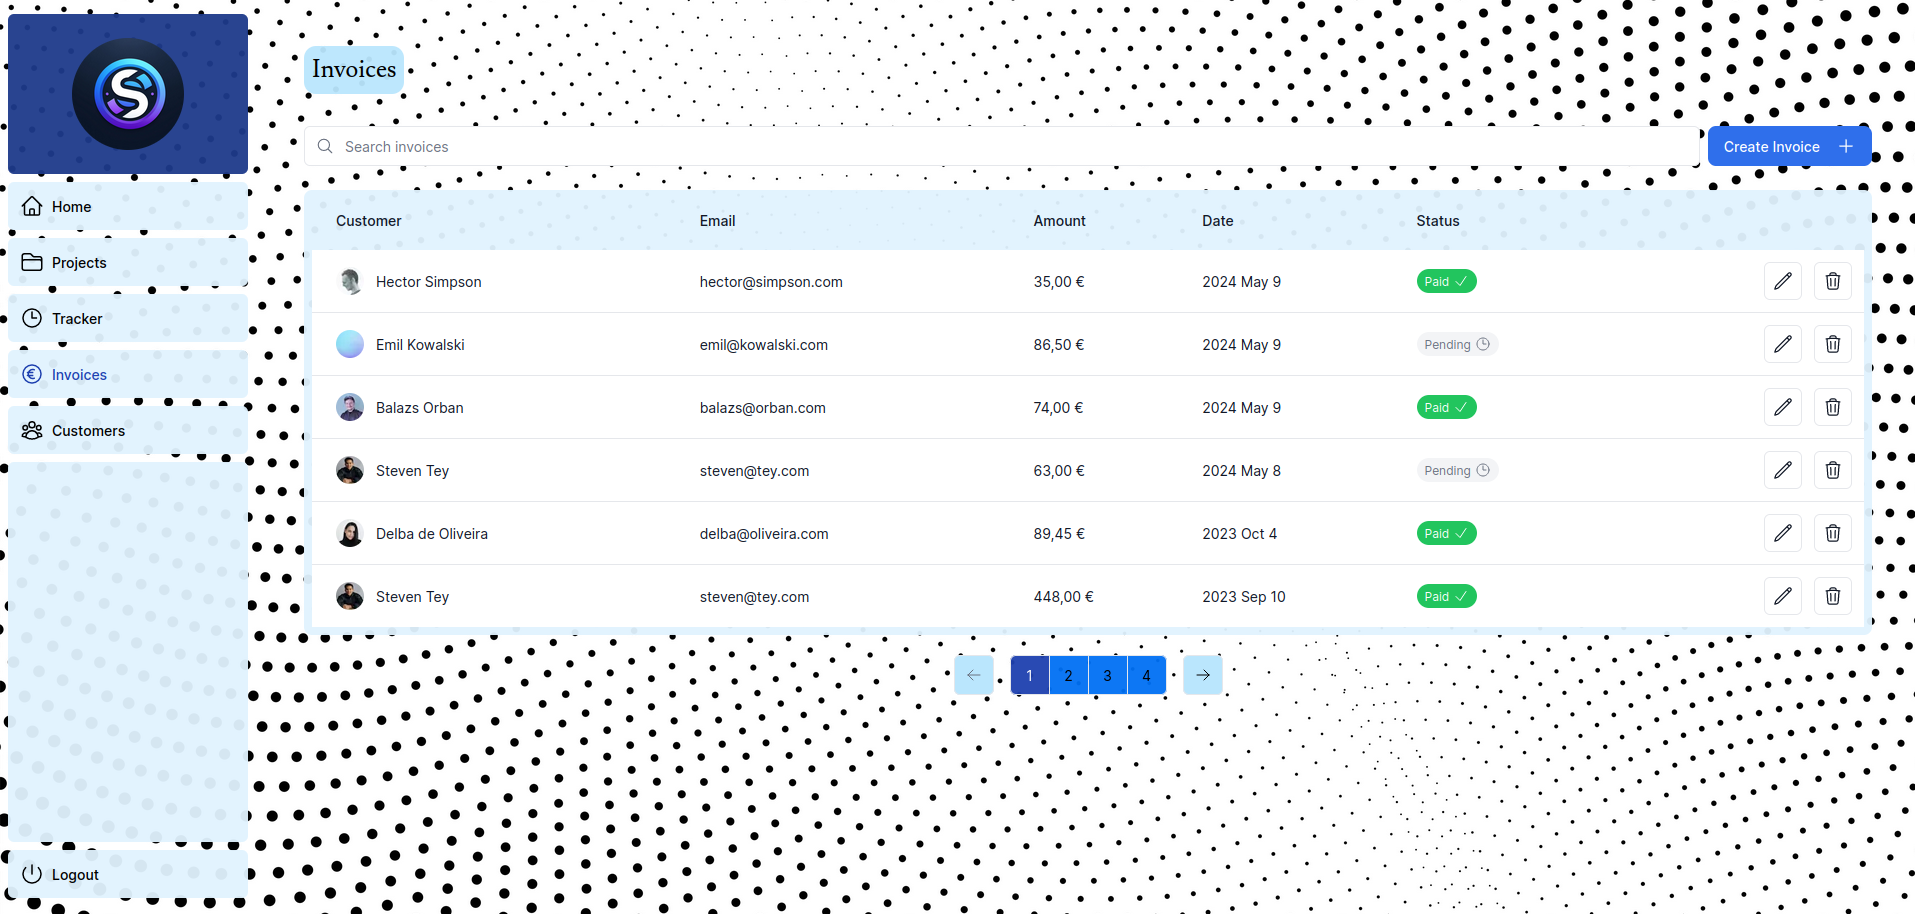 Invoices
Search invoices
Create Invoice
Home
Projects
Tracker
Invoices
Customers
Logout
Customer Email Amount Date Status
Hector Simpson hector@simpson.com 35,00 € 2024 May 9 Paid
Emil Kowalski emil@kowalski.com 86,50 € 2024 May 9 Pending
Balazs Orban balazs@orban.com 74,00 € 2024 May 9 Paid
Steven Tey steven@tey.com 63,00 € 2024 May 8 Pending
Delba de Oliveira delba@oliveira.com 89,45 € 2023 Oct 4 Paid
Steven Tey steven@tey.com 448,00 € 2023 Sep 10 Paid
1 2 3 4